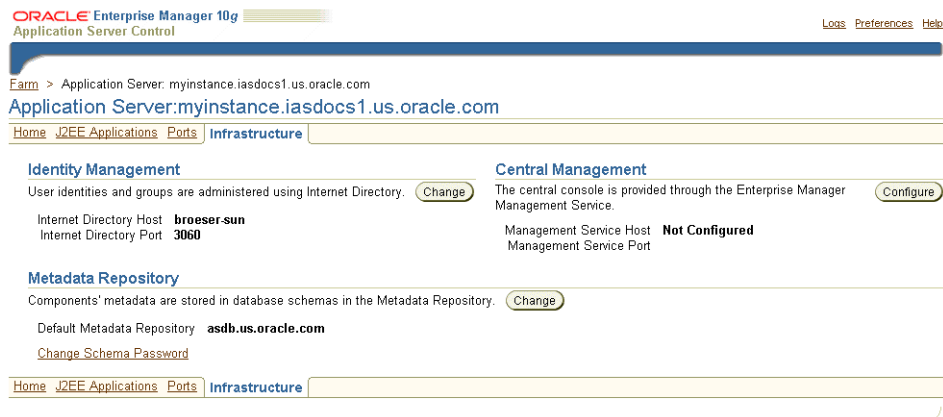 ORACLE Enterprise Manager 10g
Application Server Control
Logs Preferences Help
Farm > Application Server: myinstance.iasdocs1.us.oracle.com
Application Server:myinstance.iasdocs1.us.oracle.com
Home J2EE Applications Ports Infrastructure
Identity Management
User identities and groups are administered using Internet Directory. Change
Internet Directory Host broeser-sun
Internet Directory Port 3060
Central Management
The central console is provided through the Enterprise Manager Configure
Management Service.
Management Service Host Not Configured
Management Service Port
Metadata Repository
Components' metadata are stored in database schemas in the Metadata Repository. Change
Default Metadata Repository asdb.us.oracle.com
Change Schema Password
Home J2EE Applications Ports Infrastructure